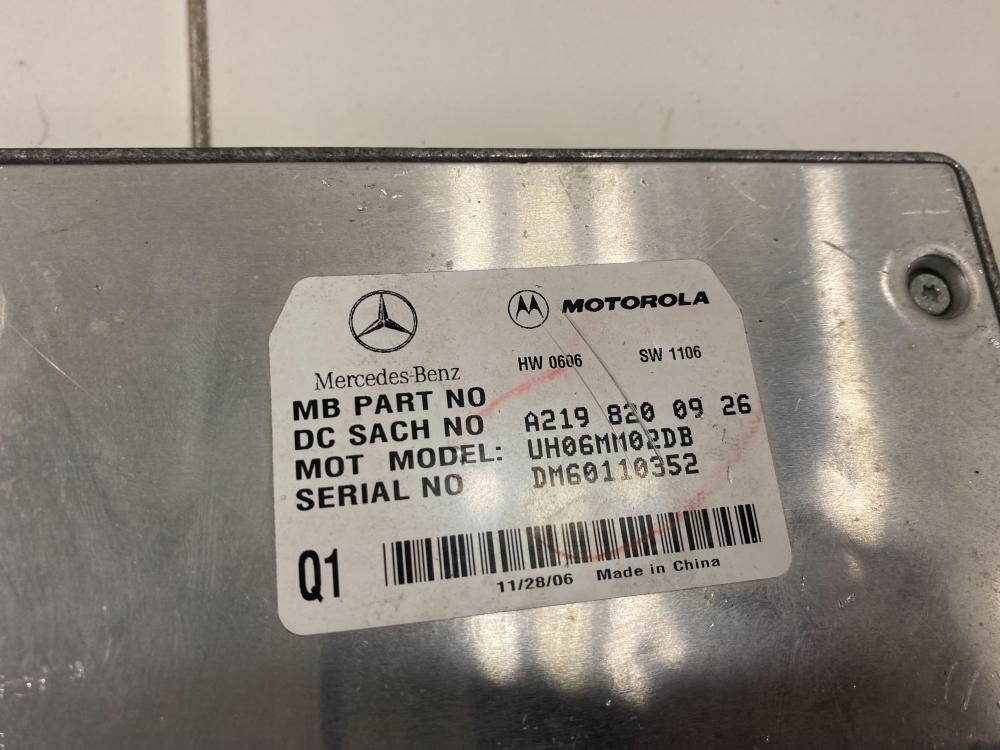 MOTOROLA
HW 0606 SW 1106
Mercedes-Benz
MB PART NO
DC SACH NO A219 820 09 26
MOT MODEL: UH06MM02DB
SERIAL NO DM60110352
Q1
11/28/06 Made in China